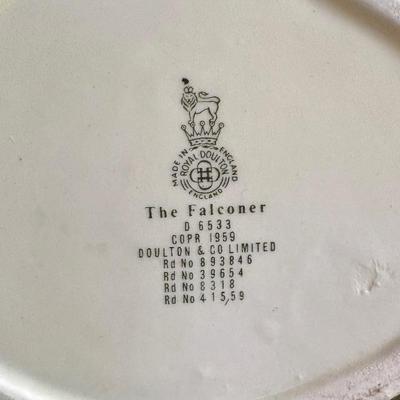 MADE IN ENGLAND
ROYAL DOULTON
ENGLAND
The Falconer
D 6533
COPR 1959
DOULTON & CO LIMITED
Rd No 893846
Rd No 39654
Rd No 8318
Rd No 415,59